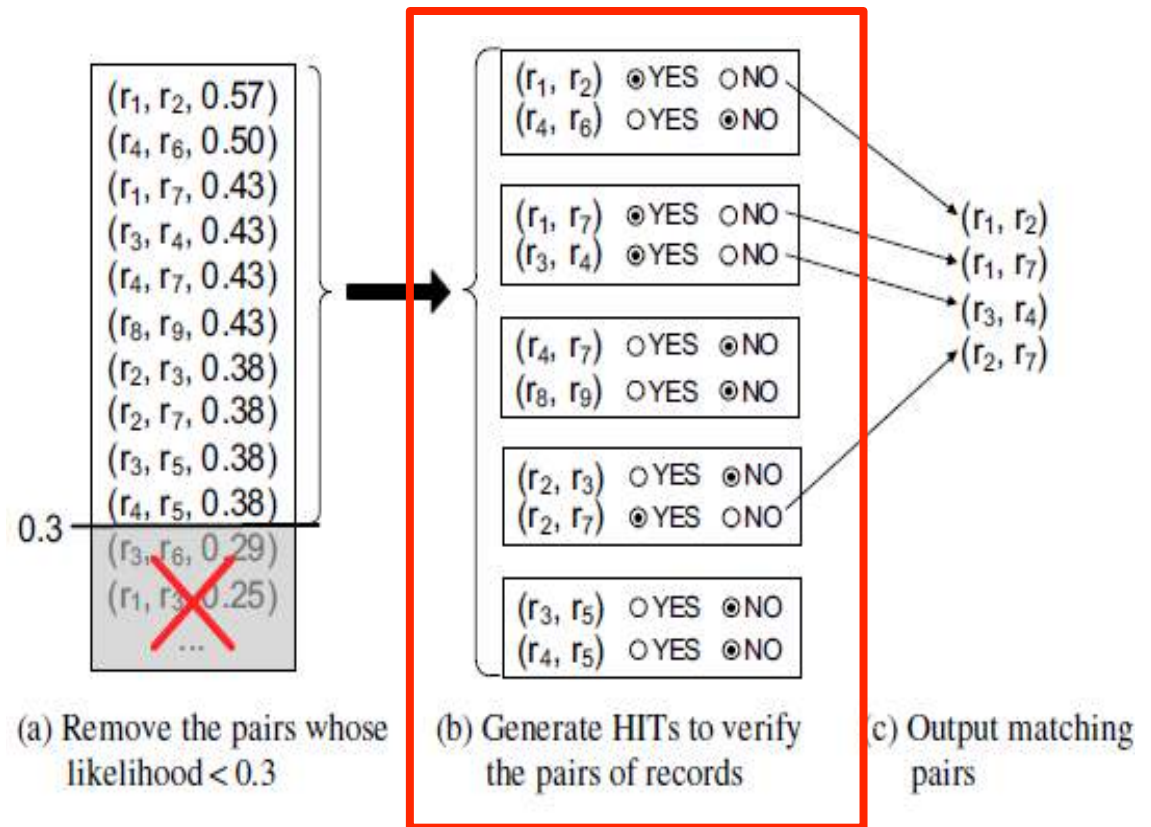 (r₁, r₂, 0.57)
(r₄, r₆, 0.50)
(r₁, r₇, 0.43)
(r₃, r₄, 0.43)
(r₄, r₇, 0.43)
(r₈, r₉, 0.43)
(r₂, r₃, 0.38)
(r₂, r₇, 0.38)
(r₃, r₅, 0.38)
(r₄, r₅, 0.38)
0.3
(r₃, r₆, 0.29)
(r₁, r₃, 0.25)
...
(a) Remove the pairs whose
likelihood < 0.3
(r₁, r₂) ◉YES ○NO
(r₄, r₆) ○YES ◉NO
(r₁, r₇) ◉YES ○NO
(r₃, r₄) ◉YES ○NO
(r₄, r₇) ○YES ◉NO
(r₈, r₉) ○YES ◉NO
(r₂, r₃) ○YES ◉NO
(r₂, r₇) ◉YES ○NO
(r₃, r₅) ○YES ◉NO
(r₄, r₅) ○YES ◉NO
(b) Generate HITs to verify
the pairs of records
(r₁, r₂)
(r₁, r₇)
(r₃, r₄)
(r₂, r₇)
(c) Output matching
pairs